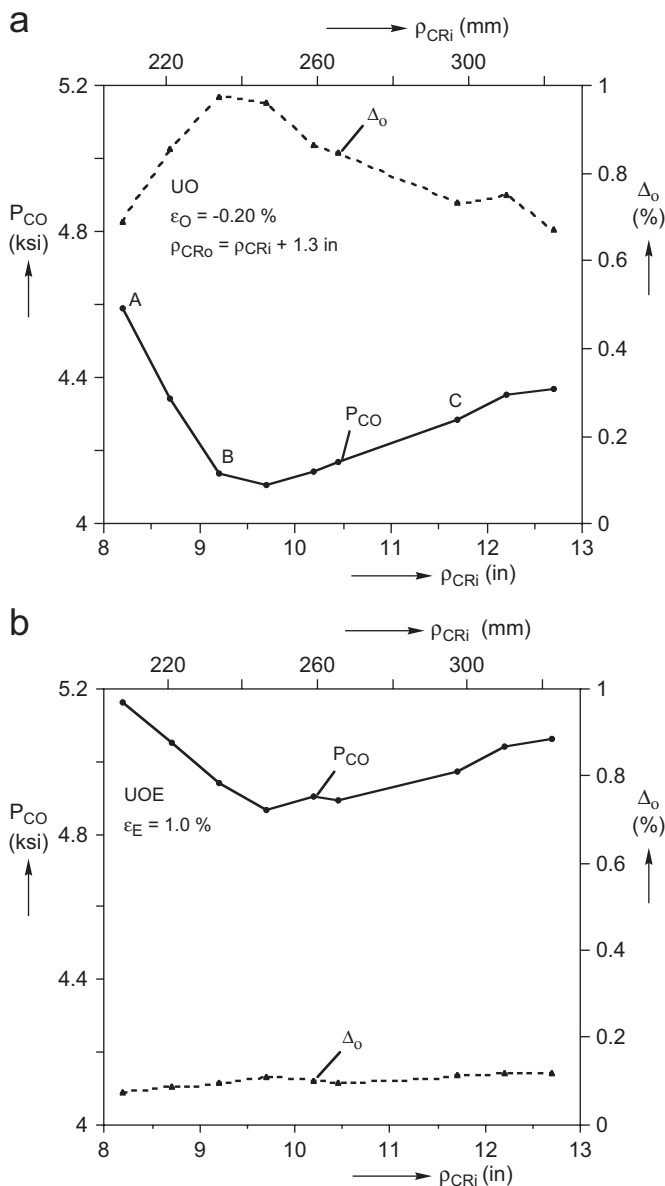 a
ρCRi (mm)
220 260 300
5.2
4.8
4.4
4
PCO
(ksi)
1
0.8
0.6
0.4
0.2
0
Δo
(%)
Δo
UO
εO = -0.20 %
ρCRo = ρCRi + 1.3 in
A
B
C
PCO
8 9 10 11 12 13
ρCRi (in)
b
ρCRi (mm)
220 260 300
5.2
4.8
4.4
4
PCO
(ksi)
1
0.8
0.6
0.4
0.2
0
Δo
(%)
PCO
UOE
εE = 1.0 %
Δo
8 9 10 11 12 13
ρCRi (in)